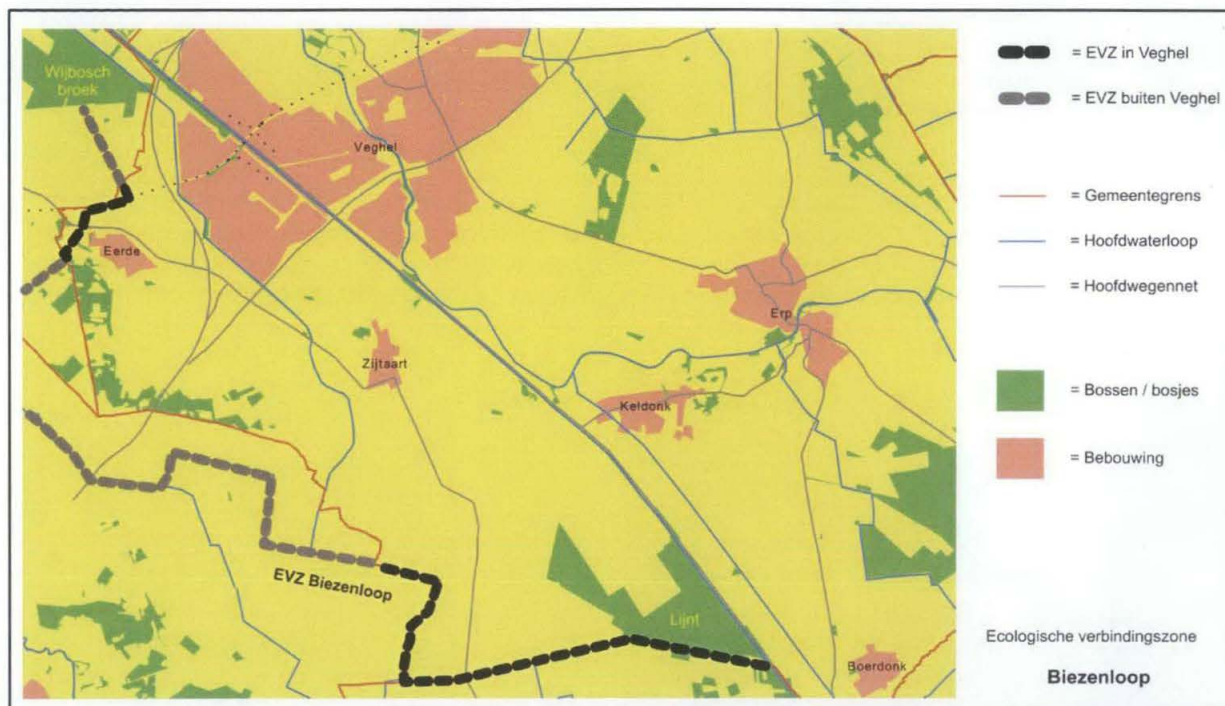 Wijbosch
broek
Veghel
Eerde
Zijtaart
Erp
Keldonk
EVZ Biezenloop
Lijnt
Boerdonk
= EVZ in Veghel
= EVZ buiten Veghel
= Gemeentegrens
= Hoofdwaterloop
= Hoofdwegennet
= Bossen / bosjes
= Bebouwing
Ecologische verbindingszone
Biezenloop